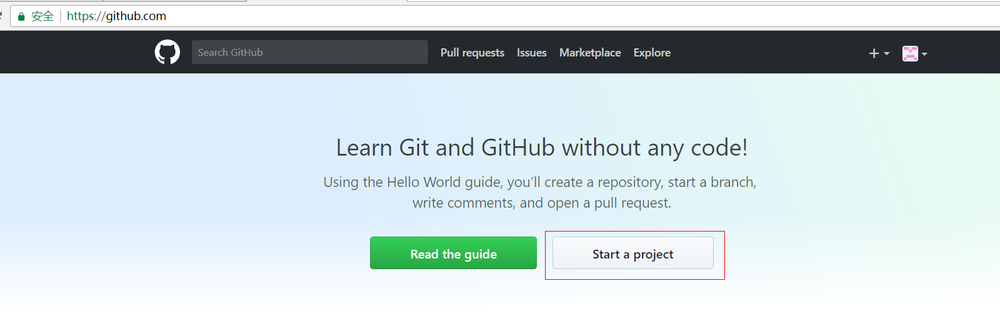 安全 https://github.com
Search GitHub Pull requests Issues Marketplace Explore
Learn Git and GitHub without any code!
Using the Hello World guide, you’ll create a repository, start a branch,
write comments, and open a pull request.
Read the guide Start a project